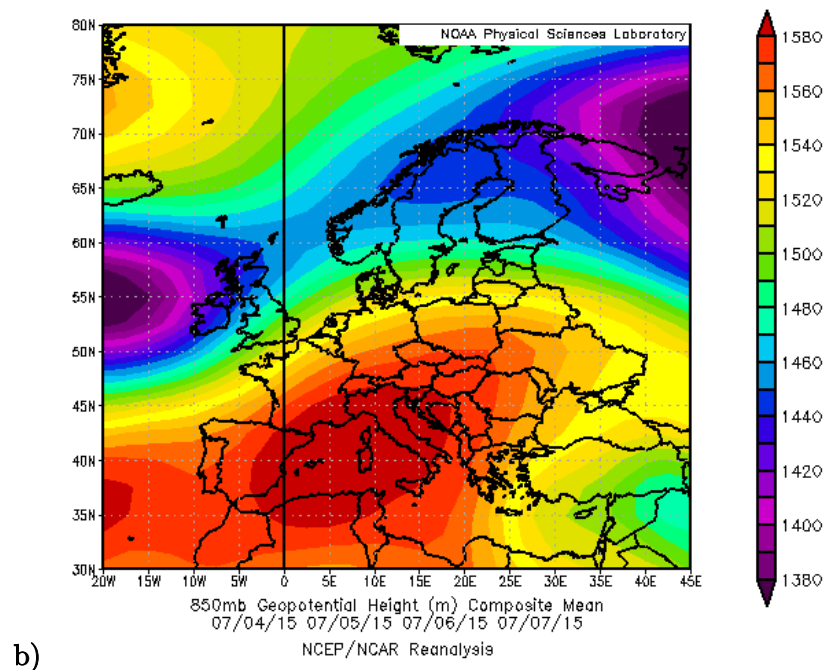 NOAA Physical Sciences Laboratory
80N
75N
70N
65N
60N
55N
50N
45N
40N
35N
30N
20W 15W 10W 5W 0 5E 10E 15E 20E 25E 30E 35E 40E 45E
1580
1560
1540
1520
1500
1480
1460
1440
1420
1400
1380
850mb Geopotential Height (m) Composite Mean
07/04/15 07/05/15 07/06/15 07/07/15
NCEP/NCAR Reanalysis
b)